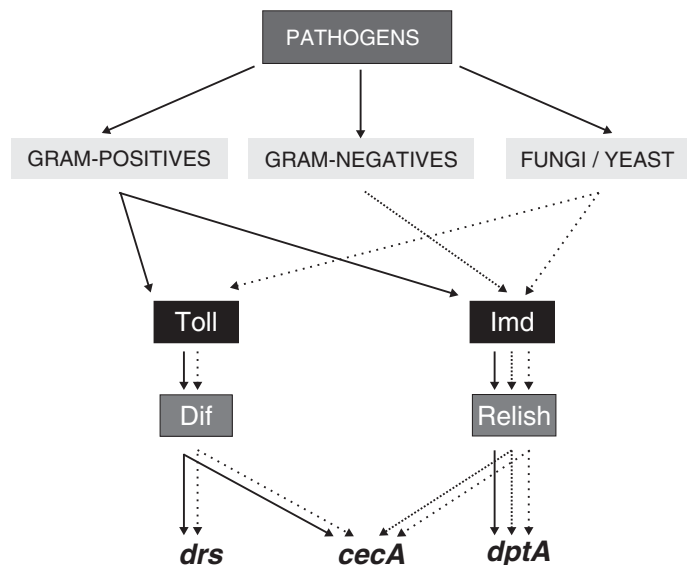 PATHOGENS
GRAM-POSITIVES
GRAM-NEGATIVES
FUNGI / YEAST
Toll
Imd
Dif
Relish
drs
cecA
dptA